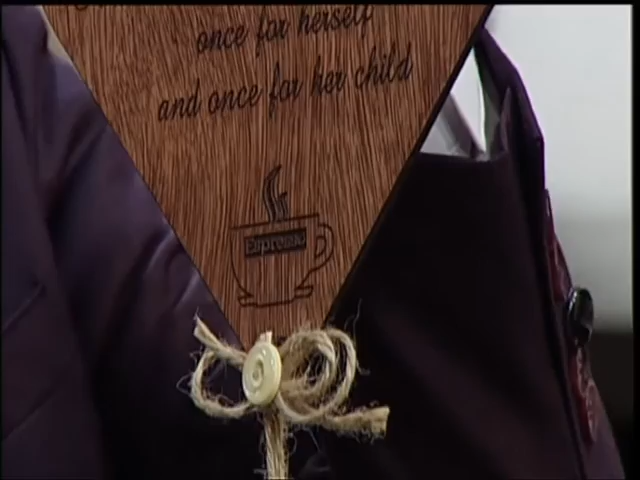 once for herself
and once for her child
Espresso